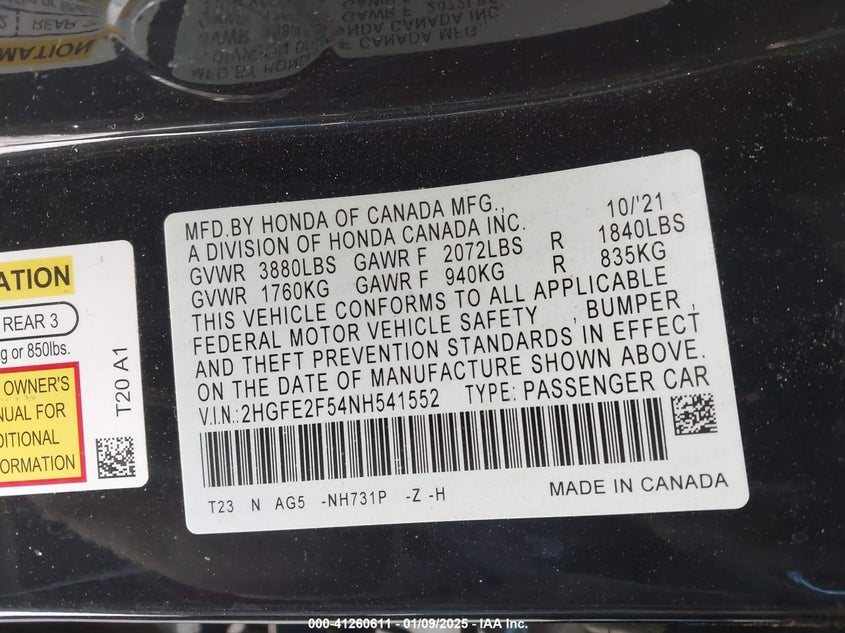 MFD.BY HONDA OF CANADA MFG., 10/'21
A DIVISION OF HONDA CANADA INC.
GVWR 3880LBS GAWR F 2072LBS R 1840LBS
GVWR 1760KG GAWR F 940KG R 835KG
THIS VEHICLE CONFORMS TO ALL APPLICABLE
FEDERAL MOTOR VEHICLE SAFETY , BUMPER ,
AND THEFT PREVENTION STANDARDS IN EFFECT
ON THE DATE OF MANUFACTURE SHOWN ABOVE.
V.I.N.:2HGFE2F54NH541552 TYPE: PASSENGER CAR
T23 N AG5 -NH731P -Z -H MADE IN CANADA
ATION
REAR 3
or 850lbs.
OWNER'S
FOR
T20 A1
000-41260611 - 01/09/2025 - IAA Inc.